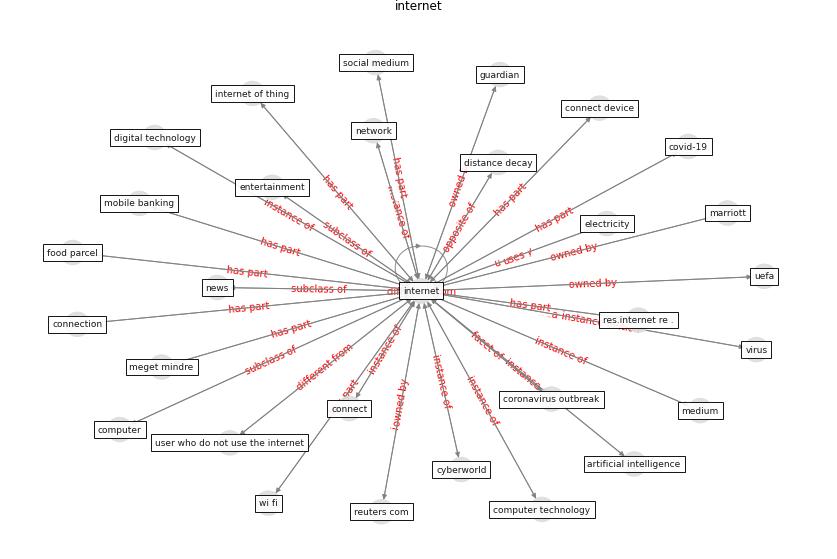 internet
social medium
guardian
internet of thing
connect device
network
digital technology
covid-19
distance decay
has part
entertainment
has part
owned
has part
instance of
mobile banking
instance of
has part
marriott
opposite of
electricity
subclass of
has part
food parcel
uses
owned by
has part
uefa
news
subclass of
internet
owned by
has part
has part
connection
res.internet re .
has part
subclass of
different from
instance of
facet of
instance of
virus
meget mindre
part
instance of
instance of
coronavirus outbreak
owned by
instance of
connect
medium
computer
user who do not use the internet
artificial intelligence
cyberworld
wi fi
reuters com
computer technology